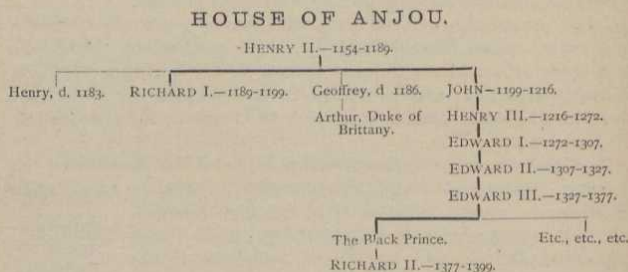 HOUSE OF ANJOU.
HENRY II.—1154-1189.
Henry, d. 1183. RICHARD I.—1189-1199. Geoffrey, d 1186. JOHN—1199-1216.
Arthur, Duke of Brittany. HENRY III.—1216-1272.
EDWARD I.—1272-1307.
EDWARD II.—1307-1327.
EDWARD III.—1327-1377.
The Black Prince. Etc., etc., etc.
RICHARD II.—1377-1399.